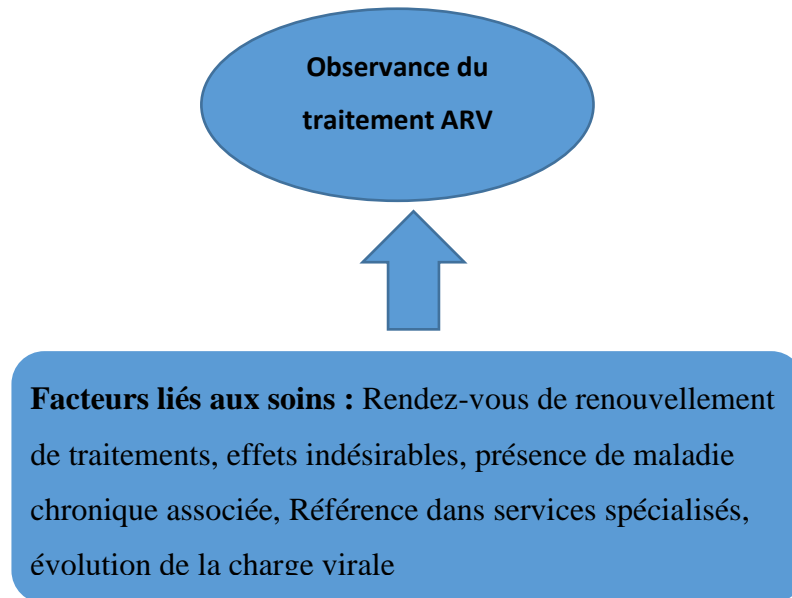 Observance du
traitement ARV
Facteurs liés aux soins : Rendez-vous de renouvellement
de traitements, effets indésirables, présence de maladie
chronique associée, Référence dans services spécialisés,
évolution de la charge virale